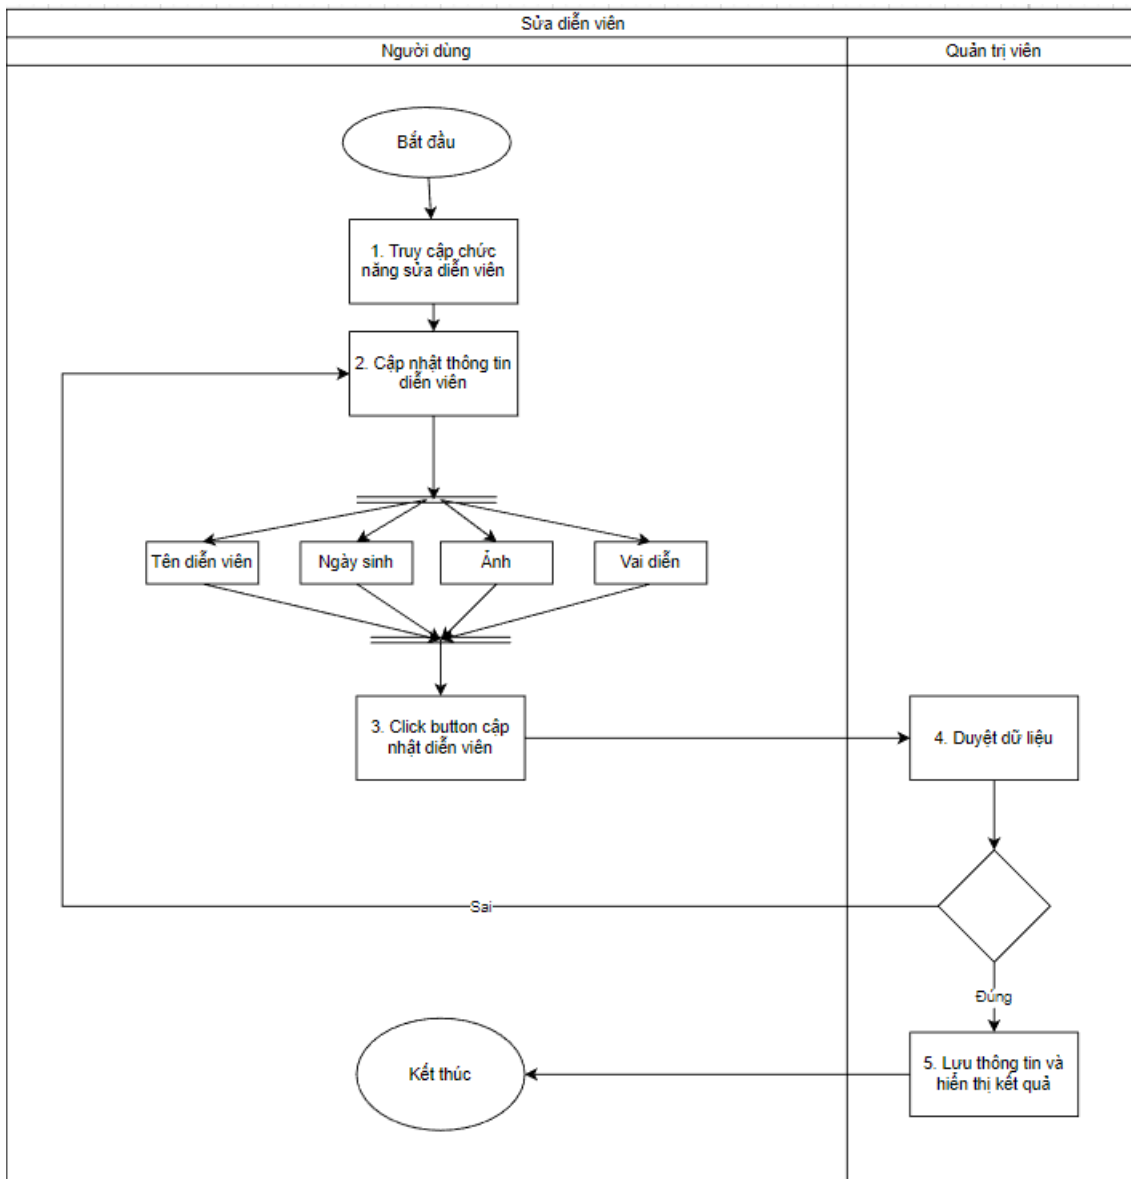 Sửa diễn viên
Người dùng
Quản trị viên
Bắt đầu
1. Truy cập chức
năng sửa diễn viên
2. Cập nhật thông tin
diễn viên
Tên diễn viên
Ngày sinh
Ảnh
Vai diễn
3. Click button cập
nhật diễn viên
4. Duyệt dữ liệu
Sai
Đúng
Kết thúc
5. Lưu thông tin và
hiển thị kết quả